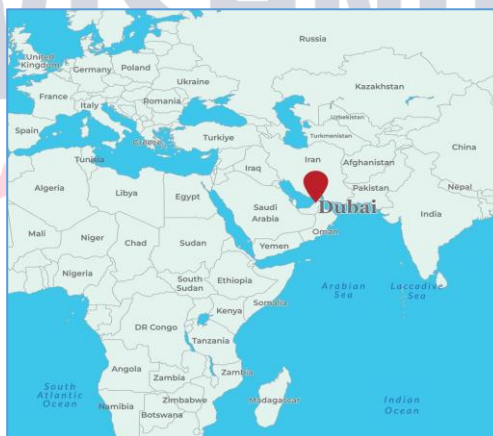 Russia
United
Kingdom
Germany
Poland
Ukraine
Kazakhstan
France
Italy
Romania
Uzbekistan
Spain
Greece
Turkiye
Turkmenistan
China
Tunisia
Iraq
Iran
Afghanistan
Algeria
Libya
Egypt
Saudi
Arabia
Pakistan
Nepal
Dubai
India
Mali
Niger
Chad
Sudan
Yemen
Oman
Nigeria
South
Sudan
Ethiopia
Somalia
Arabian
Sea
Laccadive
Sea
Kenya
DR Congo
Tanzania
Angola
Zambia
Zambia
South
Atlantic
Ocean
Zimbabwe
Madagascar
Indian
Ocean
Namibia
Botswana